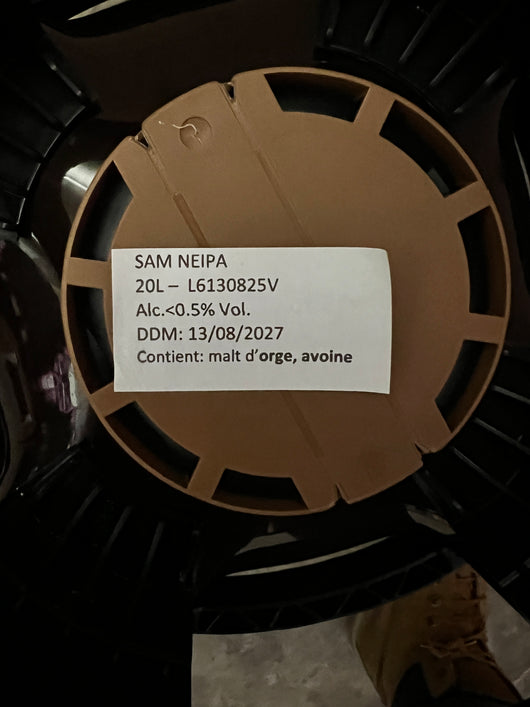 SAM NEIPA
20L – L6130825V
Alc.<0.5% Vol.
DDM: 13/08/2027
Contient: malt d'orge, avoine